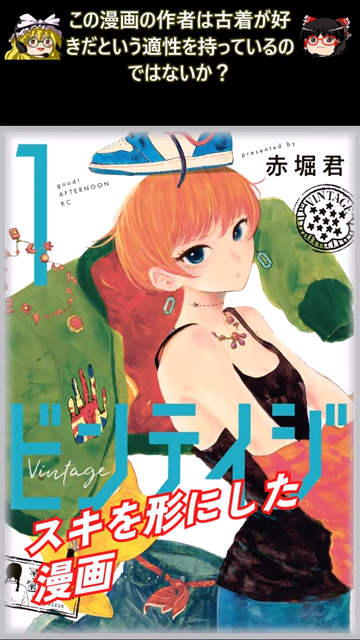 この漫画の作者は古着が好
きだという適性を持っているの
ではないか？
1
good!
AFTERNOON
KC
presented by
赤堀君
VINTAGE
ビンテイジ
Vintage
スキを形にした
漫画